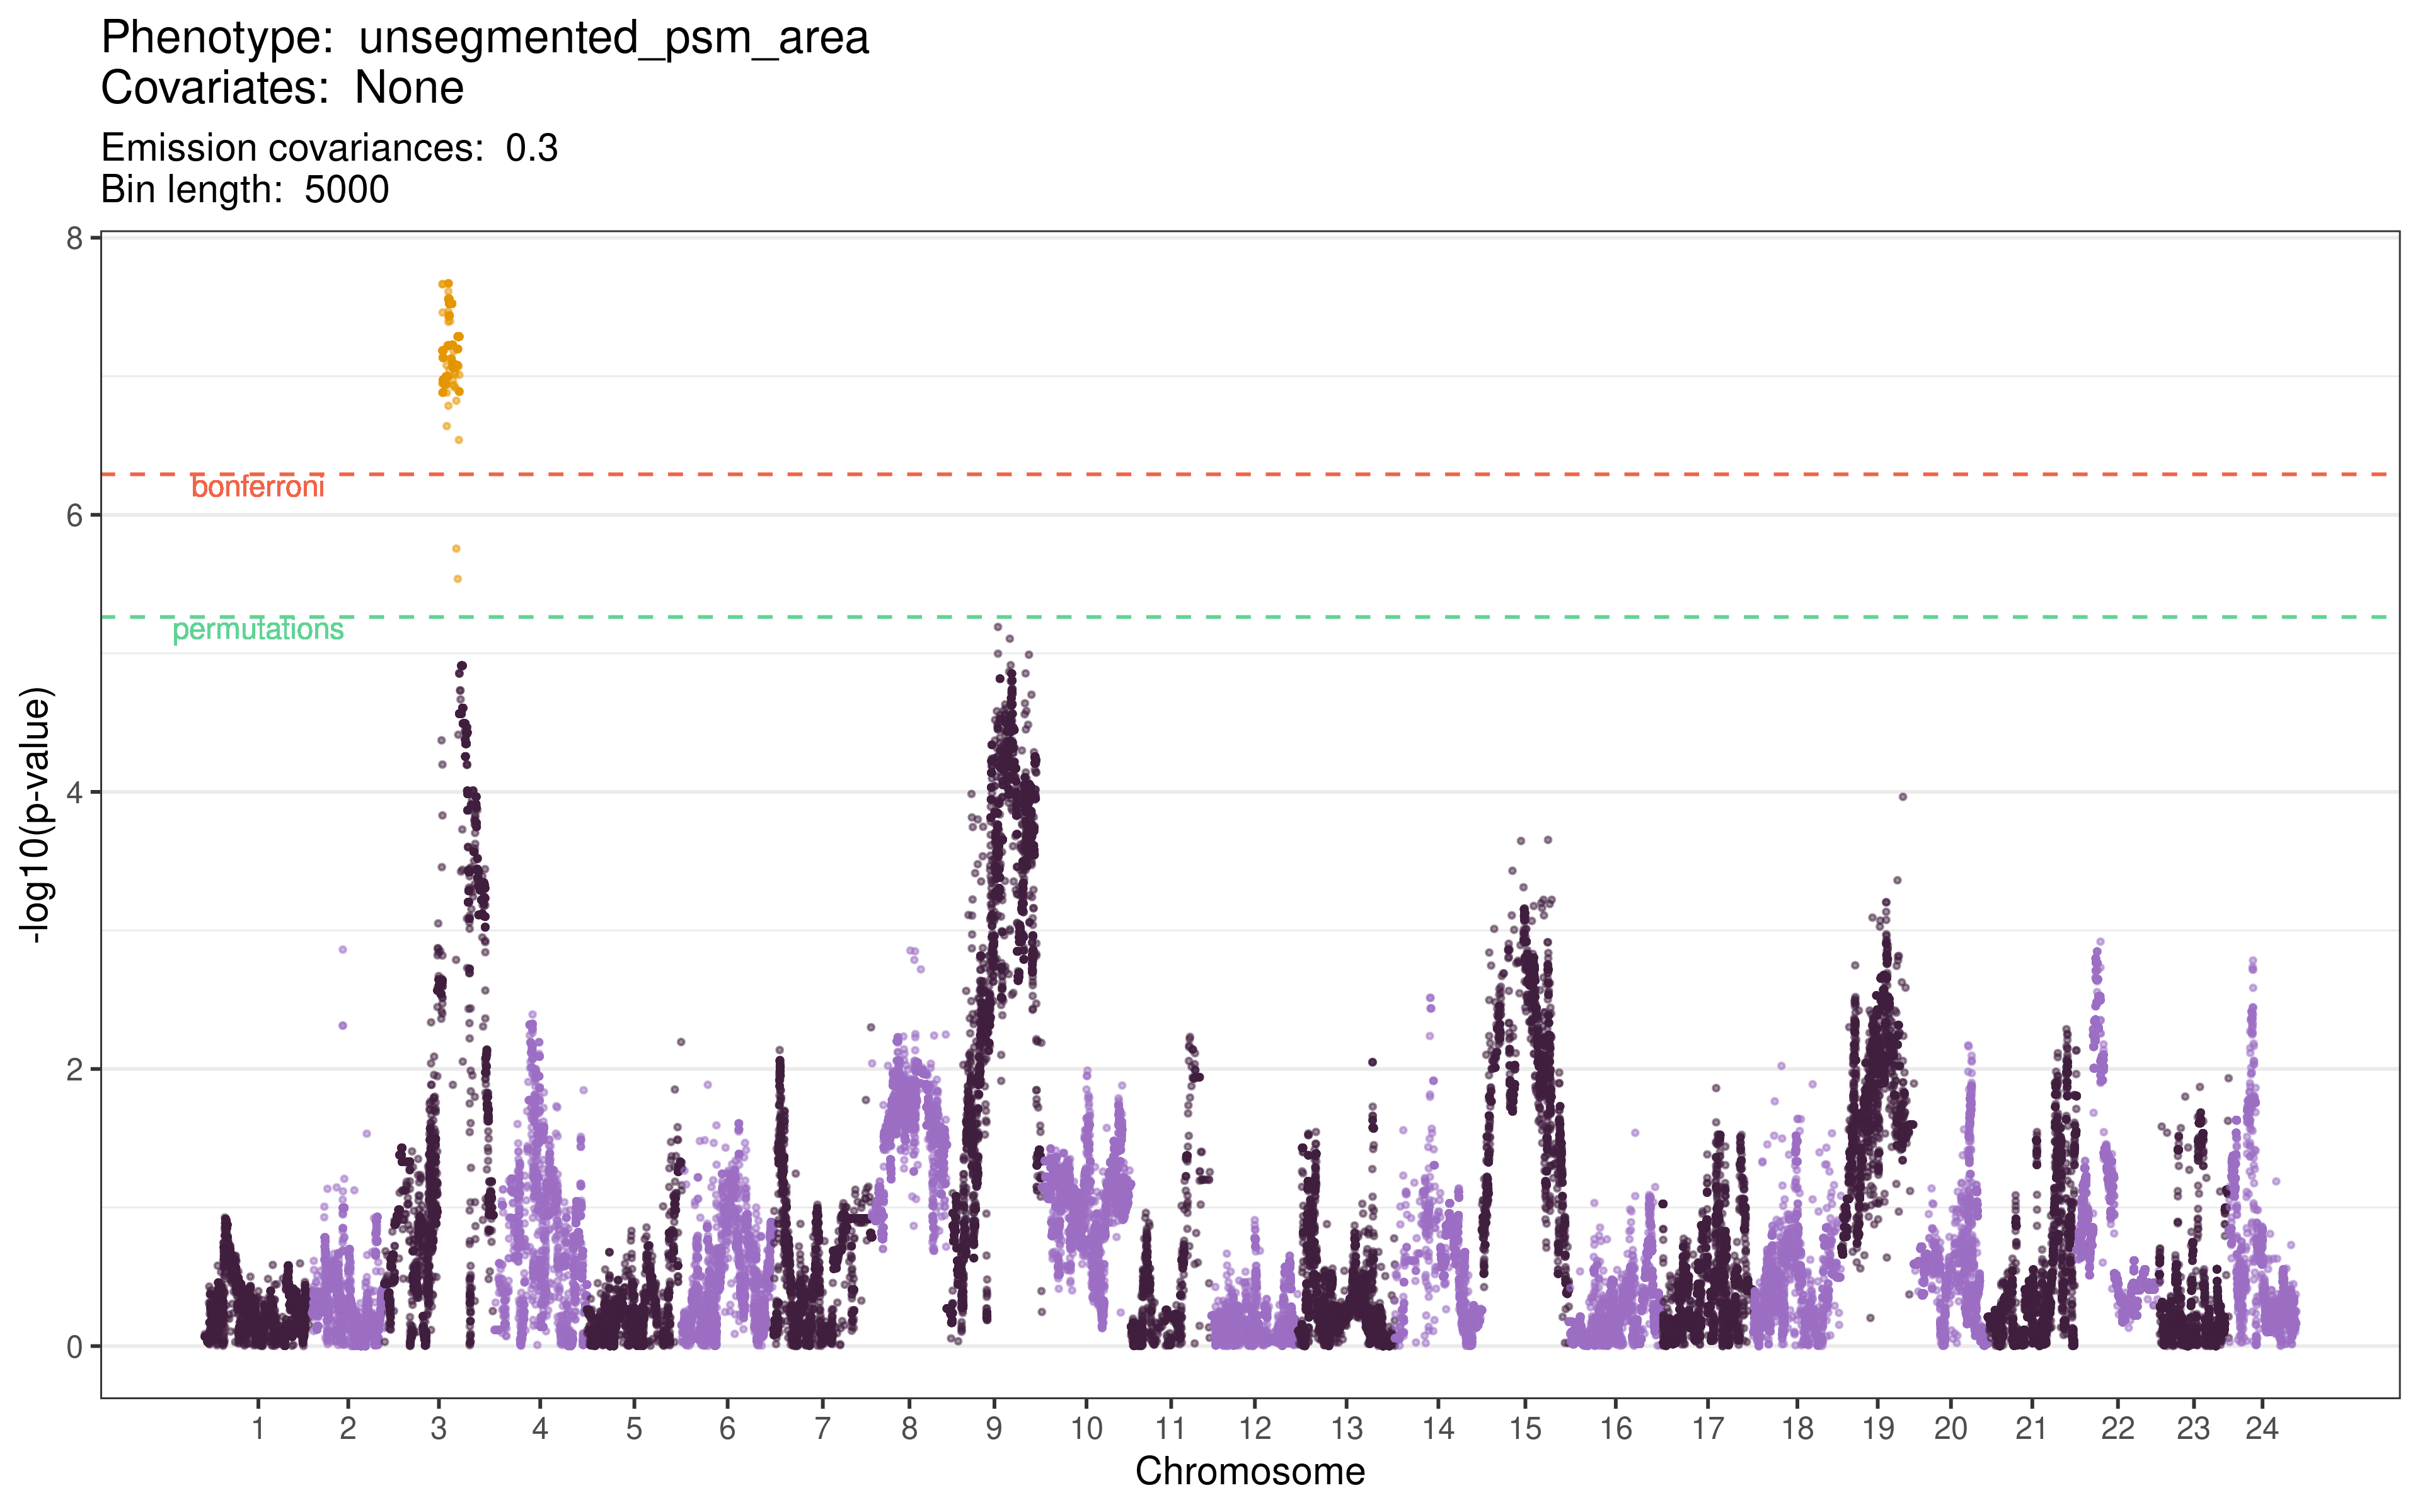 Phenotype:  unsegmented_psm_area
Covariates:  None
Emission covariances:  0.3
Bin length:  5000
8
bonferroni
6
permutations
4
2
0
-log10(p-value)
1 2 3 4 5 6 7 8 9 10 11 12 13 14 15 16 17 18 19 20 21 22 23 24
Chromosome